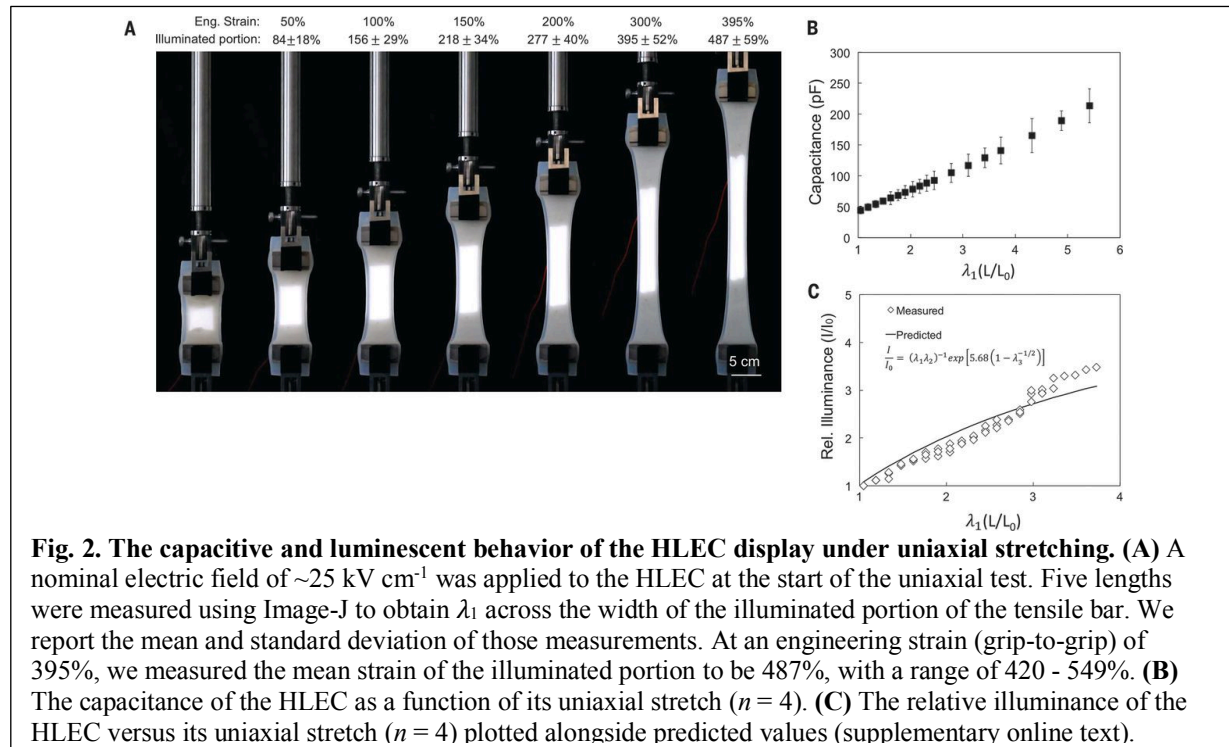 A
Eng. Strain: 50% 100% 150% 200% 300% 395%
Illuminated portion: 84±18% 156 ± 29% 218 ± 34% 277 ± 40% 395 ± 52% 487 ± 59%
5 cm
B
Capacitance (pF)
300
250
200
150
100
50
0
1 2 3 4 5 6
λ₁(L/L₀)
C
Rel. Illuminance (I/I₀)
5
4
3
2
1
◇ Measured
— Predicted
I/I₀ = (λ₁λ₂)⁻¹exp[5.68(1 − λ₃⁻¹/²)]
1 2 3 4
λ₁(L/L₀)
Fig. 2. The capacitive and luminescent behavior of the HLEC display under uniaxial stretching. (A) A
nominal electric field of ~25 kV cm⁻¹ was applied to the HLEC at the start of the uniaxial test. Five lengths
were measured using Image-J to obtain λ₁ across the width of the illuminated portion of the tensile bar. We
report the mean and standard deviation of those measurements. At an engineering strain (grip-to-grip) of
395%, we measured the mean strain of the illuminated portion to be 487%, with a range of 420 - 549%. (B)
The capacitance of the HLEC as a function of its uniaxial stretch (n = 4). (C) The relative illuminance of the
HLEC versus its uniaxial stretch (n = 4) plotted alongside predicted values (supplementary online text).